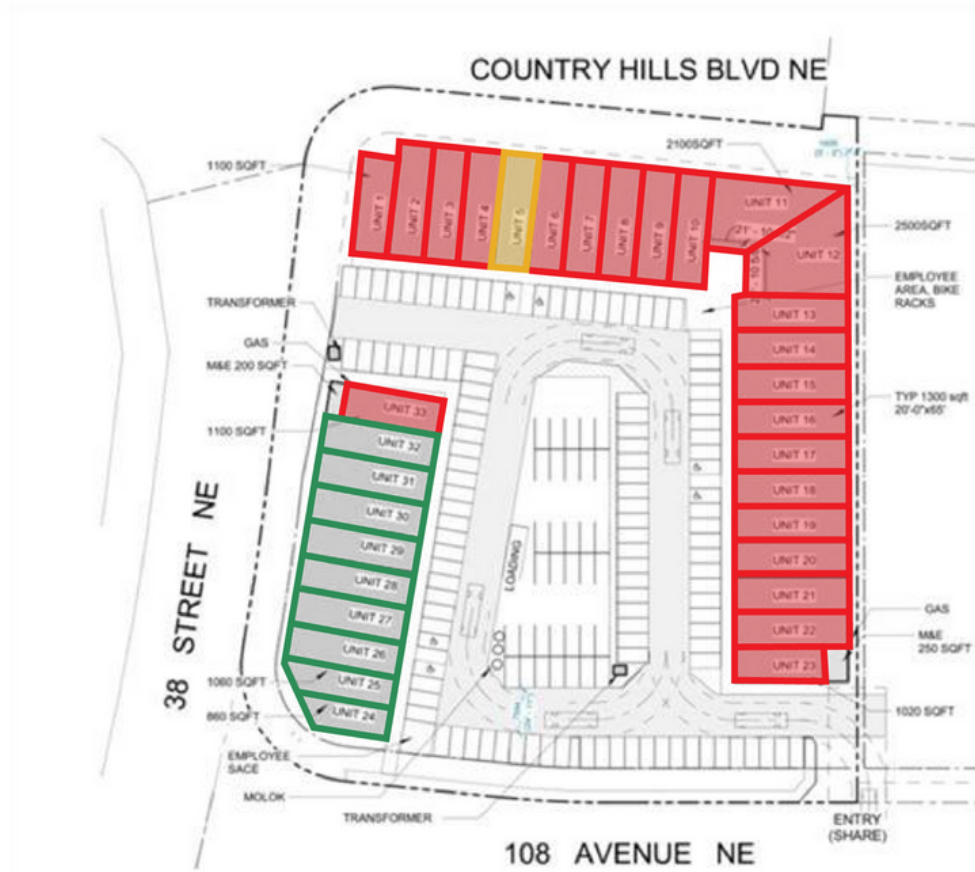 COUNTRY HILLS BLVD NE
1100 SQFT
2100SQFT
UNIT 1
UNIT 2
UNIT 3
UNIT 4
UNIT 5
UNIT 6
UNIT 7
UNIT 8
UNIT 9
UNIT 10
UNIT 11
UNIT 12
2500SQFT
EMPLOYEE
AREA, BIKE
RACKS
UNIT 13
UNIT 14
UNIT 15
UNIT 16
TYP 1300 sqft
20'-0"x65'
UNIT 17
UNIT 18
UNIT 19
UNIT 20
UNIT 21
UNIT 22
UNIT 23
GAS
M&E
250 SQFT
1020 SQFT
TRANSFORMER
GAS
M&E 200 SQFT
1100 SQFT
UNIT 33
UNIT 32
UNIT 31
UNIT 30
UNIT 29
UNIT 28
UNIT 27
UNIT 26
UNIT 25
UNIT 24
1060 SQFT
860 SQFT
38 STREET NE
LOADING
EMPLOYEE
SACE
MOLOK
TRANSFORMER
ENTRY
(SHARE)
108 AVENUE NE